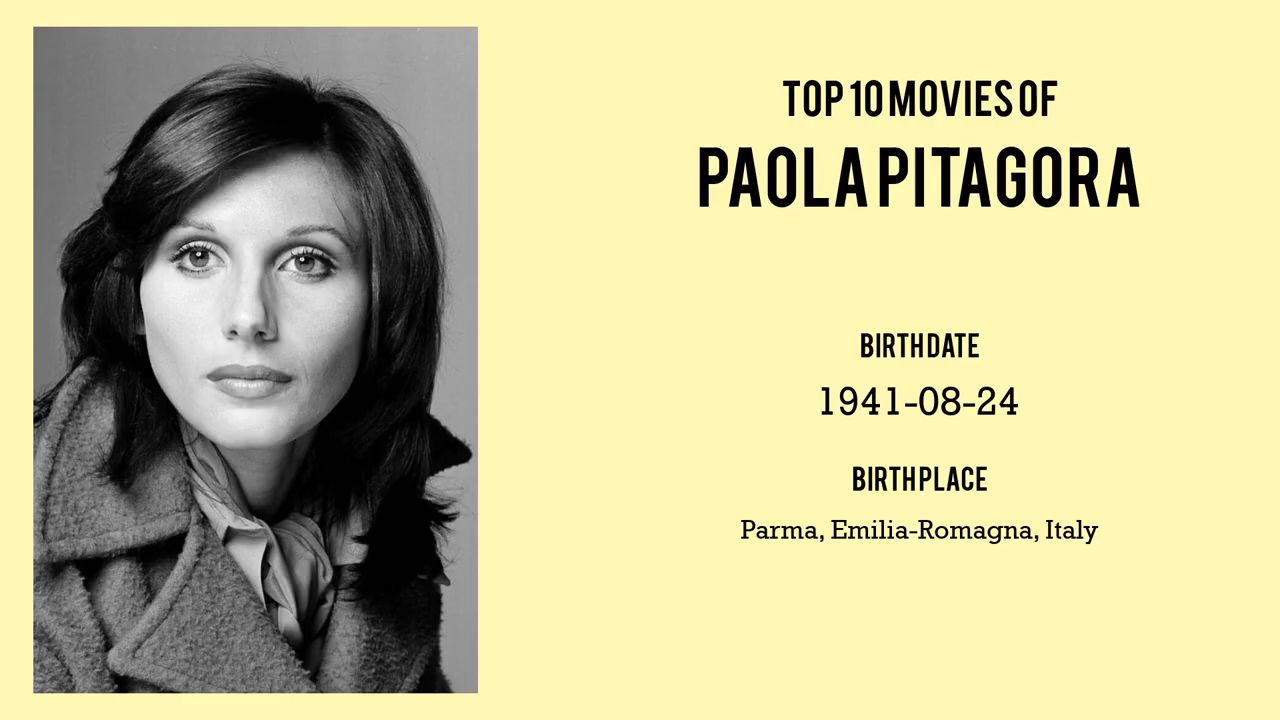 TOP 10 MOVIES OF
PAOLA PITAGORA
BIRTHDATE
1941-08-24
BIRTHPLACE
Parma, Emilia-Romagna, Italy